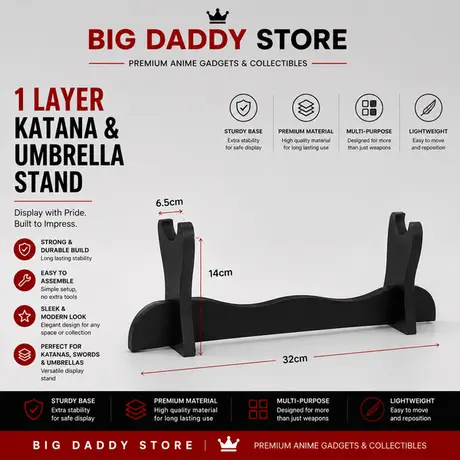 BIG DADDY STORE
PREMIUM ANIME GADGETS & COLLECTIBLES
1 LAYER
KATANA &
UMBRELLA
STAND
Display with Pride.
Built to Impress.
STRONG &
DURABLE BUILD
Long lasting stability
EASY TO
ASSEMBLE
Simple setup,
no extra tools
SLEEK &
MODERN LOOK
Elegant design for any
space or collection
PERFECT FOR
KATANAS, SWORDS
& UMBRELLAS
Versatile display
stand
STURDY BASE
Extra stability
for safe display
PREMIUM MATERIAL
High quality material
for long lasting use
MULTI-PURPOSE
Designed for more
than just weapons
LIGHTWEIGHT
Easy to move
and reposition
6.5cm
14cm
32cm
STURDY BASE
Extra stability
for safe display
PREMIUM MATERIAL
High quality material
for long lasting use
MULTI-PURPOSE
Designed for more
than just weapons
LIGHTWEIGHT
Easy to move
and reposition
BIG DADDY STORE
PREMIUM ANIME GADGETS & COLLECTIBLES